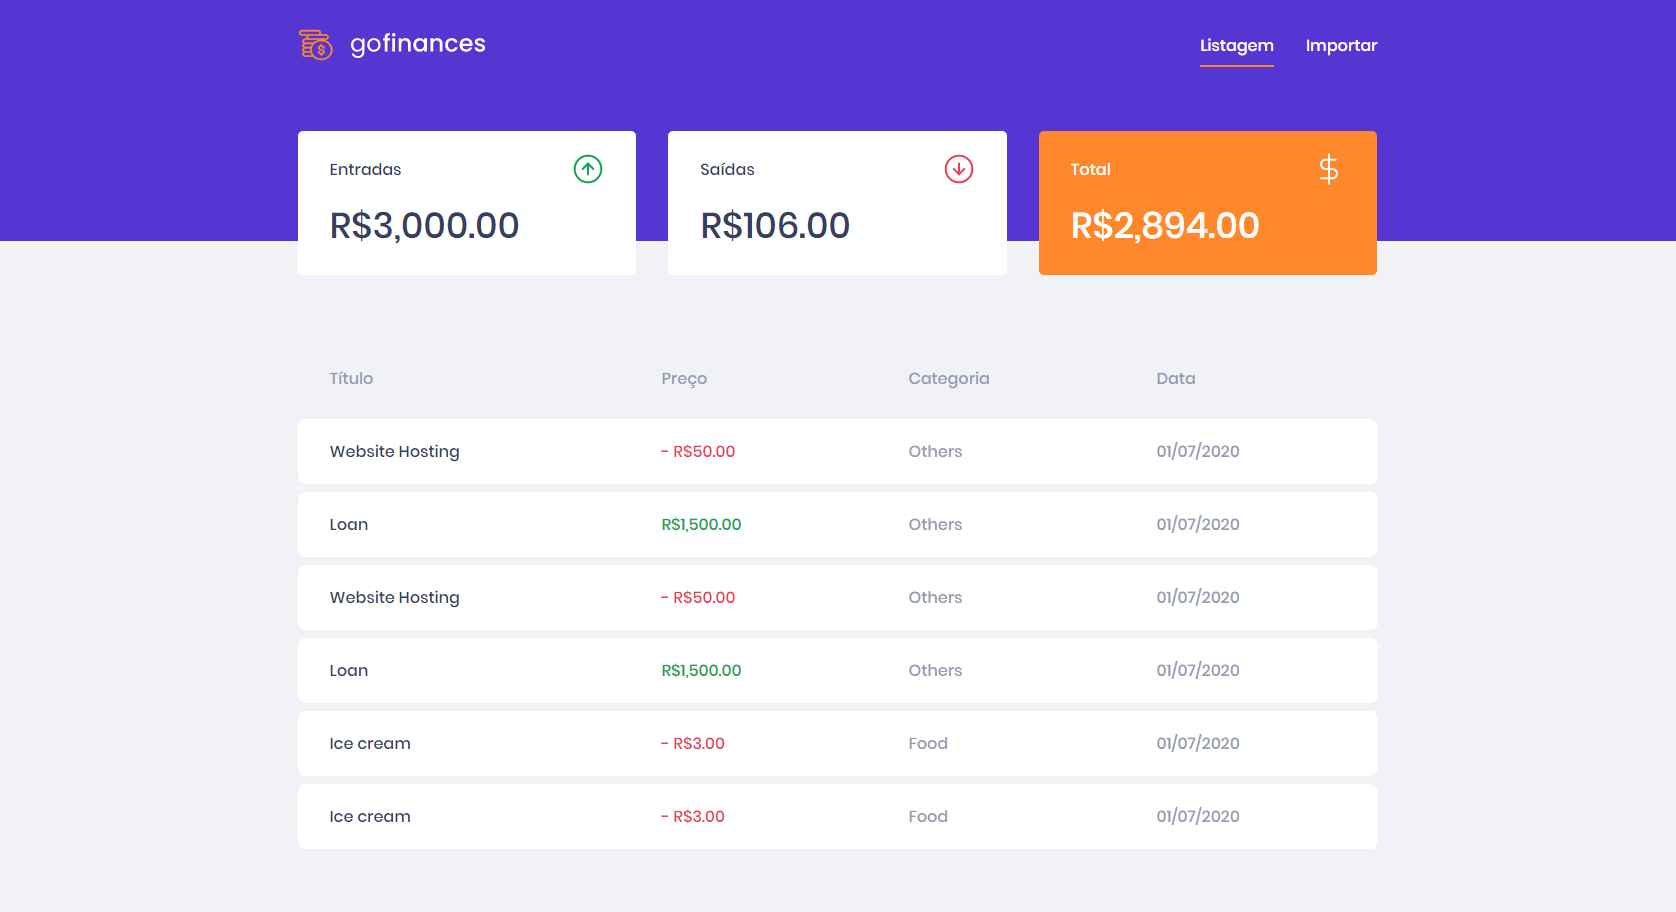 gofinances
Listagem Importar
Entradas
R$3,000.00
Saídas
R$106.00
Total
R$2,894.00
Título Preço Categoria Data
Website Hosting - R$50.00 Others 01/07/2020
Loan R$1,500.00 Others 01/07/2020
Website Hosting - R$50.00 Others 01/07/2020
Loan R$1,500.00 Others 01/07/2020
Ice cream - R$3.00 Food 01/07/2020
Ice cream - R$3.00 Food 01/07/2020